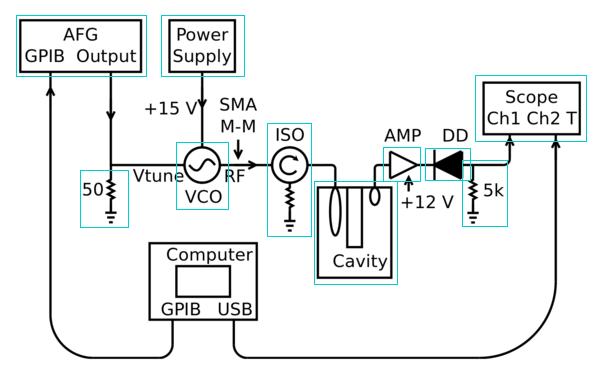 AFG
GPIB Output
Power
Supply
+15 V
SMA
M-M
Scope
Ch1 Ch2 T
ISO
AMP DD
Vtune
RF
VCO
50
5k
+12 V
Cavity
Computer
GPIB USB